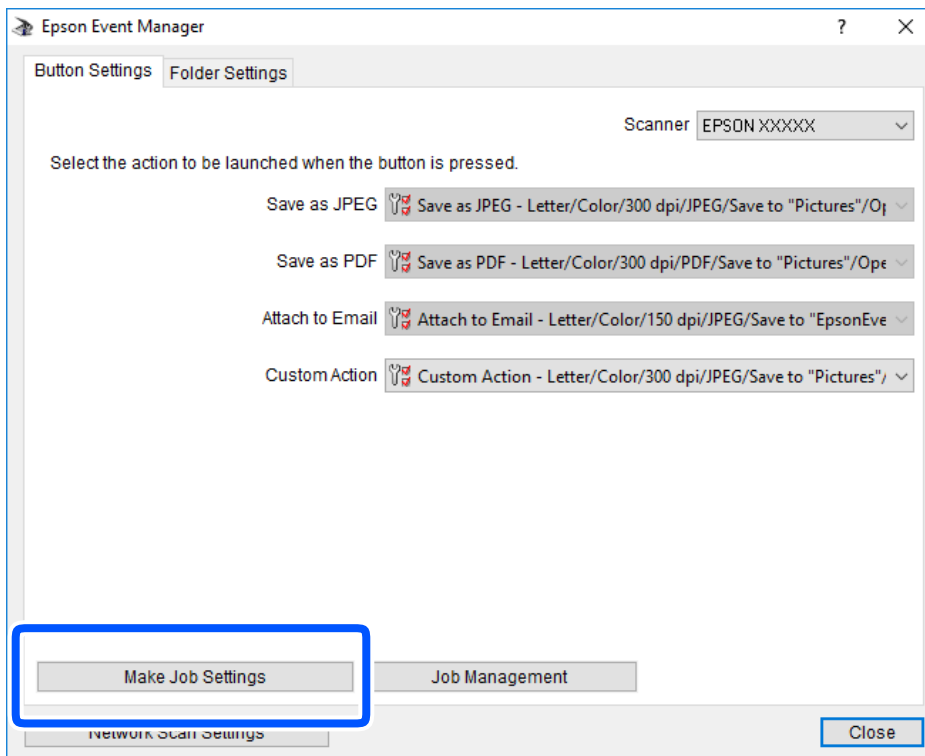 Epson Event Manager
Button Settings Folder Settings
Scanner EPSON XXXXX
Select the action to be launched when the button is pressed.
Save as JPEG Save as JPEG - Letter/Color/300 dpi/JPEG/Save to "Pictures"/Op
Save as PDF Save as PDF - Letter/Color/300 dpi/PDF/Save to "Pictures"/Ope
Attach to Email Attach to Email - Letter/Color/150 dpi/JPEG/Save to "EpsonEve
Custom Action Custom Action - Letter/Color/300 dpi/JPEG/Save to "Pictures"/
Make Job Settings Job Management
Network Scan Settings Close